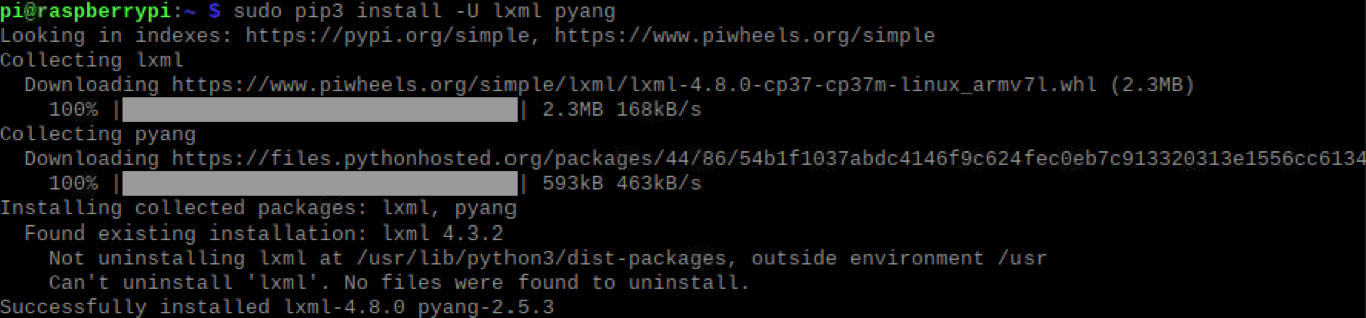 pi@raspberrypi:~ $ sudo pip3 install -U lxml pyang
Looking in indexes: https://pypi.org/simple, https://www.piwheels.org/simple
Collecting lxml
  Downloading https://www.piwheels.org/simple/lxml/lxml-4.8.0-cp37-cp37m-linux_armv7l.whl (2.3MB)
    100% |████████████████████████████████| 2.3MB 168kB/s
Collecting pyang
  Downloading https://files.pythonhosted.org/packages/44/86/54b1f1037abdc4146f9c624fec0eb7c913320313e1556cc6134
    100% |████████████████████████████████| 593kB 463kB/s
Installing collected packages: lxml, pyang
  Found existing installation: lxml 4.3.2
    Not uninstalling lxml at /usr/lib/python3/dist-packages, outside environment /usr
    Can't uninstall 'lxml'. No files were found to uninstall.
Successfully installed lxml-4.8.0 pyang-2.5.3